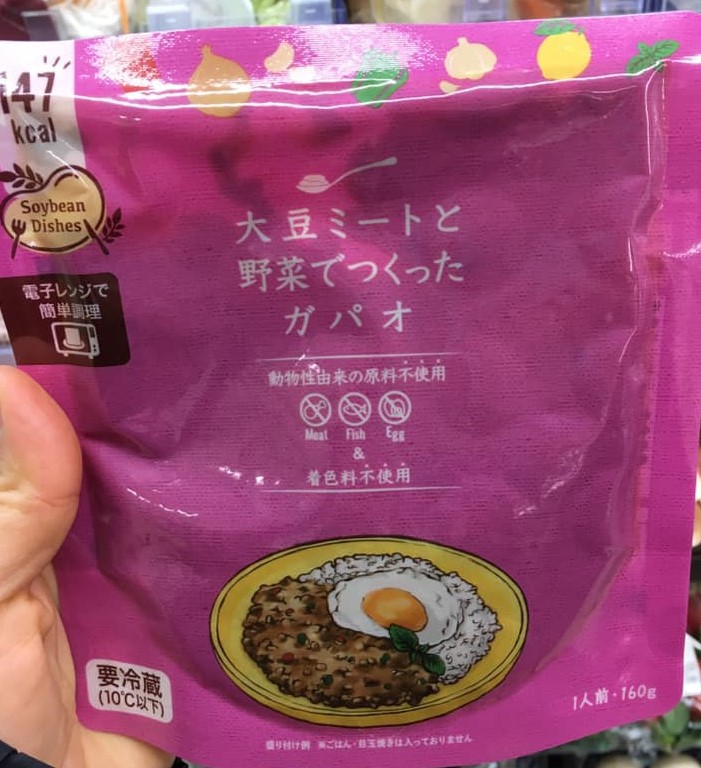 147
kcal
Soybean
Dishes
電子レンジで
簡単調理
大豆ミートと
野菜でつくった
ガパオ
動物性由来の原料不使用
Meat Fish Egg
&
着色料不使用
要冷蔵
(10℃以下)
1人前・160g
盛り付け例 ※ごはん・目玉焼きは入っておりません